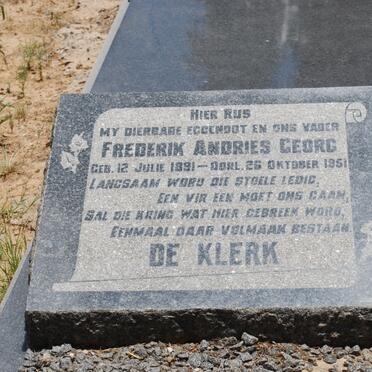 HIER RUS
MY DIERBARE EGGENOOT EN ONS VADER
FREDERIK ANDRIES GEORG
GEB. 12 JULIE 1891 – OORL. 26 OKTOBER 1951
LANGSAAM WORD DIE STOELE LEDIG,
EEN VIR EEN MOET ONS GAAN,
SAL DIE KRING WAT HIER GEBREEK WORD,
EENMAAL DAAR VOLMAAK BESTAAN
DE KLERK